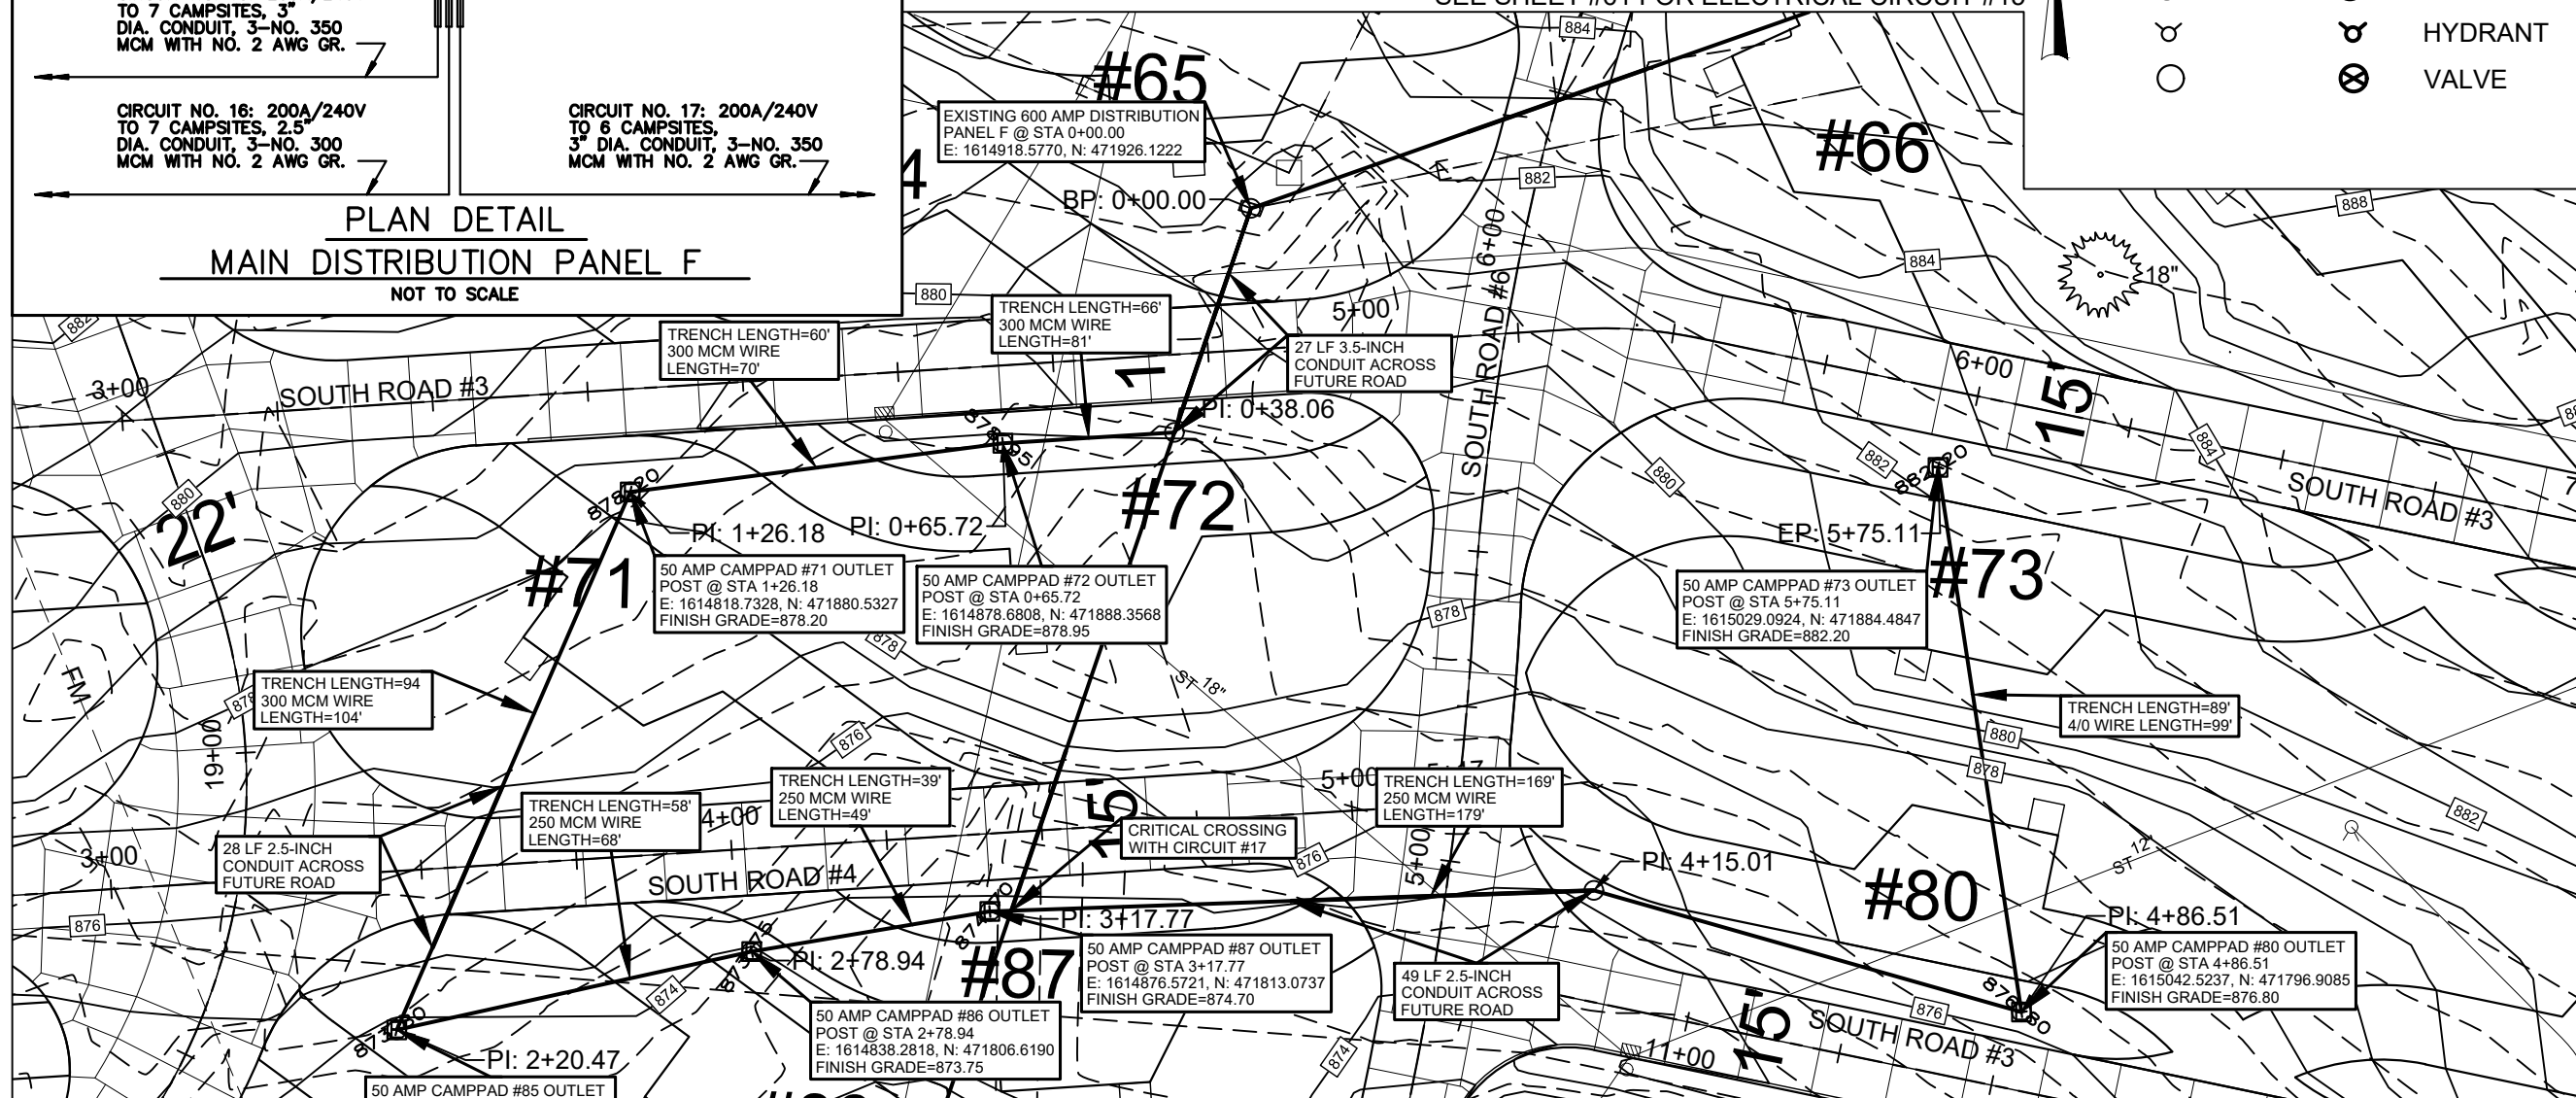 TO 7 CAMPSITES, 3"
DIA. CONDUIT, 3-NO. 350
MCM WITH NO. 2 AWG GR.
CIRCUIT NO. 16: 200A/240V
TO 7 CAMPSITES, 2.5"
DIA. CONDUIT, 3-NO. 300
MCM WITH NO. 2 AWG GR.
CIRCUIT NO. 17: 200A/240V
TO 6 CAMPSITES,
3" DIA. CONDUIT, 3-NO. 350
MCM WITH NO. 2 AWG GR.
PLAN DETAIL
MAIN DISTRIBUTION PANEL F
NOT TO SCALE
HYDRANT
VALVE
884
#65
EXISTING 600 AMP DISTRIBUTION
PANEL F @ STA 0+00.00
E: 1614918.5770, N: 471926.1222
BP: 0+00.00
4
#66
882
888
884
18"
880
882
SOUTH ROAD #6
6+00
5+00
TRENCH LENGTH=66'
300 MCM WIRE
LENGTH=81'
TRENCH LENGTH=60'
300 MCM WIRE
LENGTH=70'
27 LF 3.5-INCH
CONDUIT ACROSS
FUTURE ROAD
3+00
SOUTH ROAD #3
1
PI: 0+38.06
6+00
15'
882
884
880
SOUTH ROAD #3
880
22'
PI: 1+26.18
PI: 0+65.72
#72
#71
50 AMP CAMPPAD #71 OUTLET
POST @ STA 1+26.18
E: 1614818.7328, N: 471880.5327
FINISH GRADE=878.20
50 AMP CAMPPAD #72 OUTLET
POST @ STA 0+65.72
E: 1614878.6808, N: 471888.3568
FINISH GRADE=878.95
EP: 5+75.11
#73
50 AMP CAMPPAD #73 OUTLET
POST @ STA 5+75.11
E: 1615029.0924, N: 471884.4847
FINISH GRADE=882.20
878
878
FM
ST 18"
TRENCH LENGTH=94
300 MCM WIRE
LENGTH=104'
TRENCH LENGTH=89'
4/0 WIRE LENGTH=99'
19+00
876
880
878
TRENCH LENGTH=58'
250 MCM WIRE
LENGTH=68'
TRENCH LENGTH=39'
250 MCM WIRE
LENGTH=49'
5+00
TRENCH LENGTH=169'
250 MCM WIRE
LENGTH=179'
15'
4+00
CRITICAL CROSSING
WITH CIRCUIT #17
882
28 LF 2.5-INCH
CONDUIT ACROSS
FUTURE ROAD
3+00
SOUTH ROAD #4
876
5+00
PI: 4+15.01
ST 12"
#80
876
PI: 3+17.77
PI: 4+86.51
PI: 2+78.94
#87
50 AMP CAMPPAD #87 OUTLET
POST @ STA 3+17.77
E: 1614876.5721, N: 471813.0737
FINISH GRADE=874.70
50 AMP CAMPPAD #80 OUTLET
POST @ STA 4+86.51
E: 1615042.5237, N: 471796.9085
FINISH GRADE=876.80
49 LF 2.5-INCH
CONDUIT ACROSS
FUTURE ROAD
874
876
50 AMP CAMPPAD #86 OUTLET
POST @ STA 2+78.94
E: 1614838.2818, N: 471806.6190
FINISH GRADE=873.75
PI: 2+20.47
874
11+00
15'
SOUTH ROAD #3
50 AMP CAMPPAD #85 OUTLET